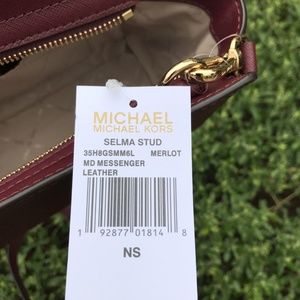 MICHAEL
MICHAEL KORS
SELMA STUD
35H8GSMM6L MERLOT
MD MESSENGER
LEATHER
1 92877 01814 8
NS